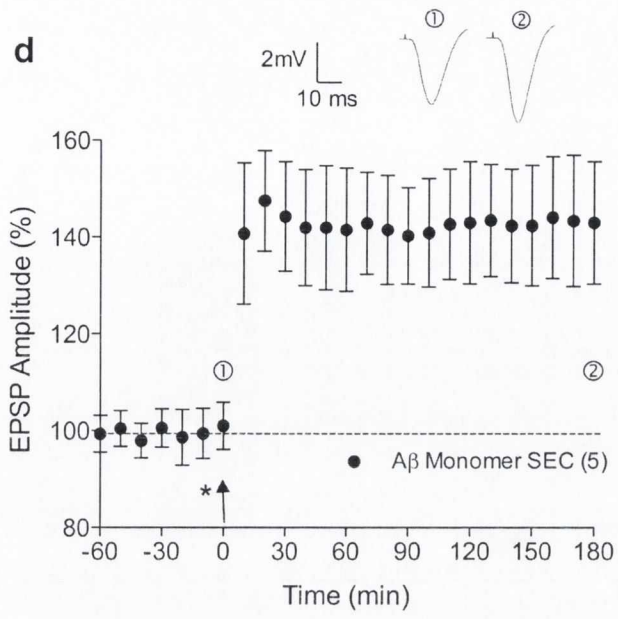 d
① ②
2mV
10 ms
EPSP Amplitude (%)
160
140
120
100
80
① ②
* 
● Aβ Monomer SEC (5)
-60 -30 0 30 60 90 120 150 180
Time (min)